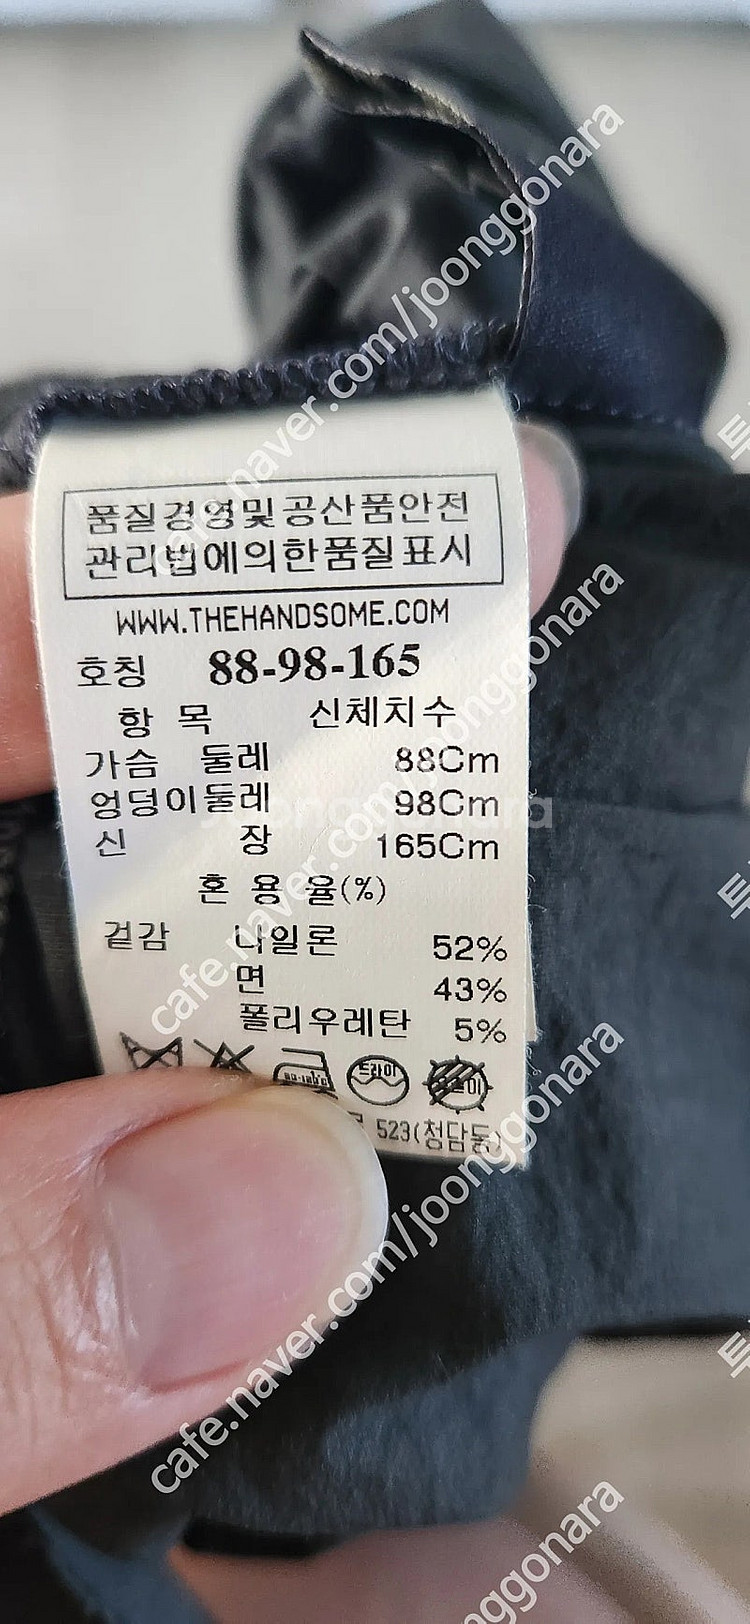 품질경영및공산품안전
관리법에의한품질표시
WWW.THEHANDSOME.COM
호칭 88-98-165
항 목 신체치수
가슴 둘레 88Cm
엉덩이둘레 98Cm
신 장 165Cm
혼 용 율(%)
겉감 나일론 52%
면 43%
폴리우레탄 5%
드라이
523(청담동)
cafe.naver.com/joonggonara
cafe.naver.com/joonggonara
cafe.naver.com/joonggonara
joonggonara